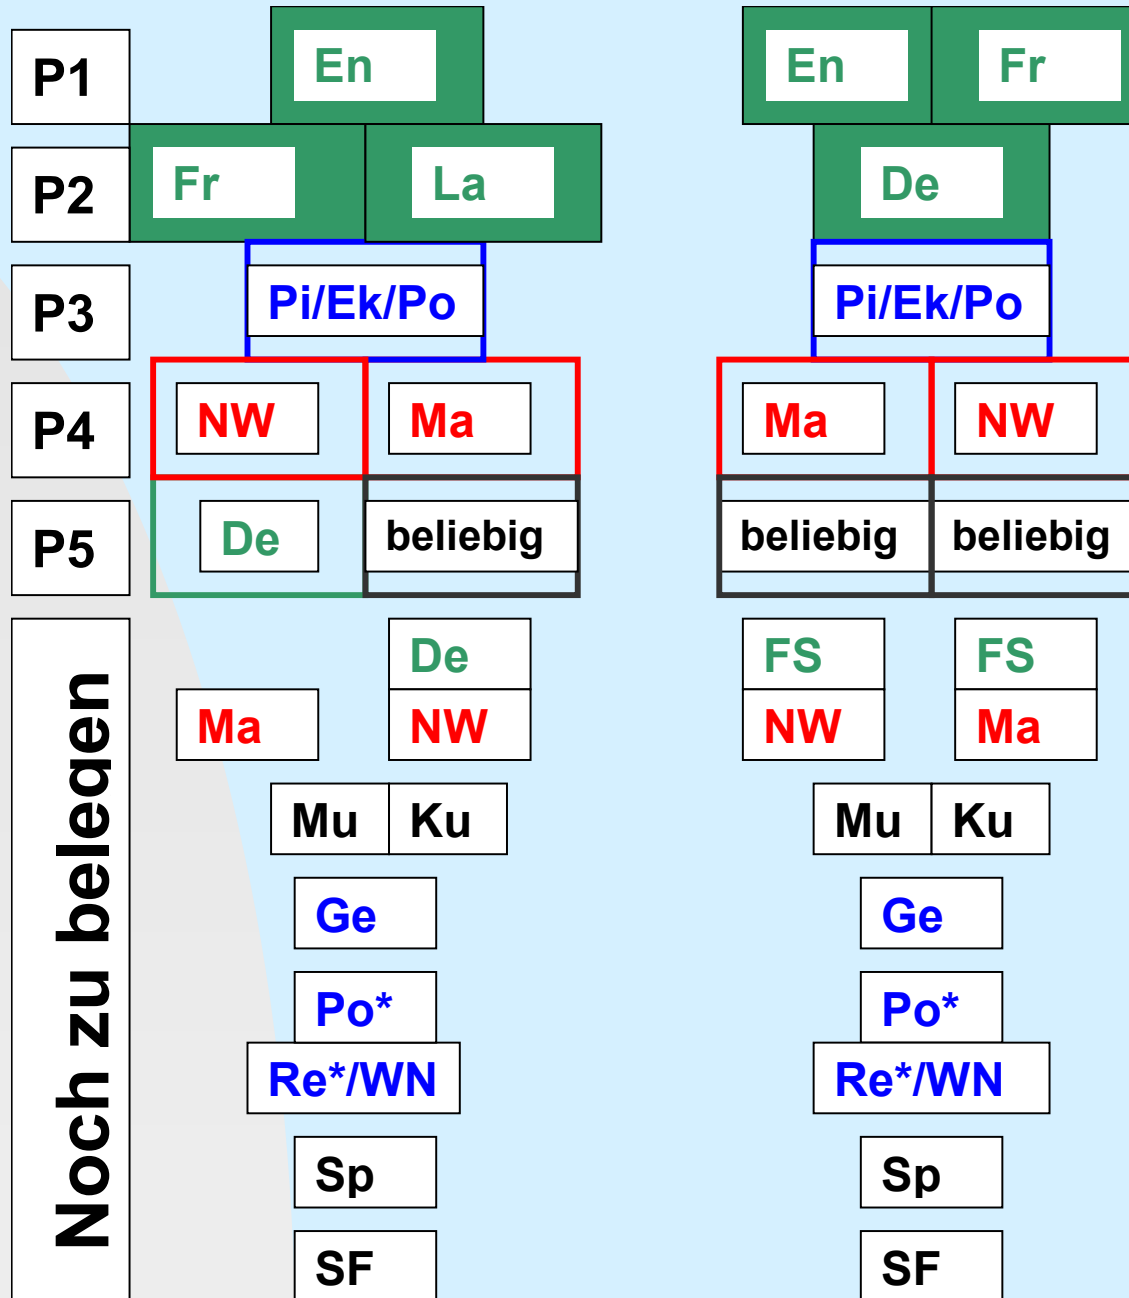 P1 En En Fr
P2 Fr La De
P3 Pi/Ek/Po Pi/Ek/Po
P4 NW Ma Ma NW
P5 De beliebig beliebig beliebig
Noch zu belegen
De FS FS
Ma NW NW Ma
Mu Ku Mu Ku
Ge Ge
Po* Po*
Re*/WN Re*/WN
Sp Sp
SF SF